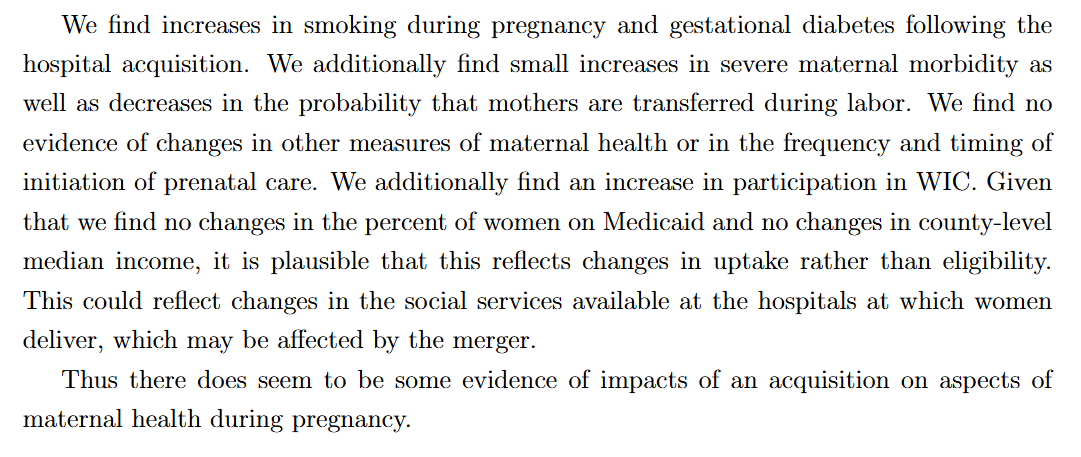 We find increases in smoking during pregnancy and gestational diabetes following the
hospital acquisition. We additionally find small increases in severe maternal morbidity as
well as decreases in the probability that mothers are transferred during labor. We find no
evidence of changes in other measures of maternal health or in the frequency and timing of
initiation of prenatal care. We additionally find an increase in participation in WIC. Given
that we find no changes in the percent of women on Medicaid and no changes in county-level
median income, it is plausible that this reflects changes in uptake rather than eligibility.
This could reflect changes in the social services available at the hospitals at which women
deliver, which may be affected by the merger.
Thus there does seem to be some evidence of impacts of an acquisition on aspects of
maternal health during pregnancy.